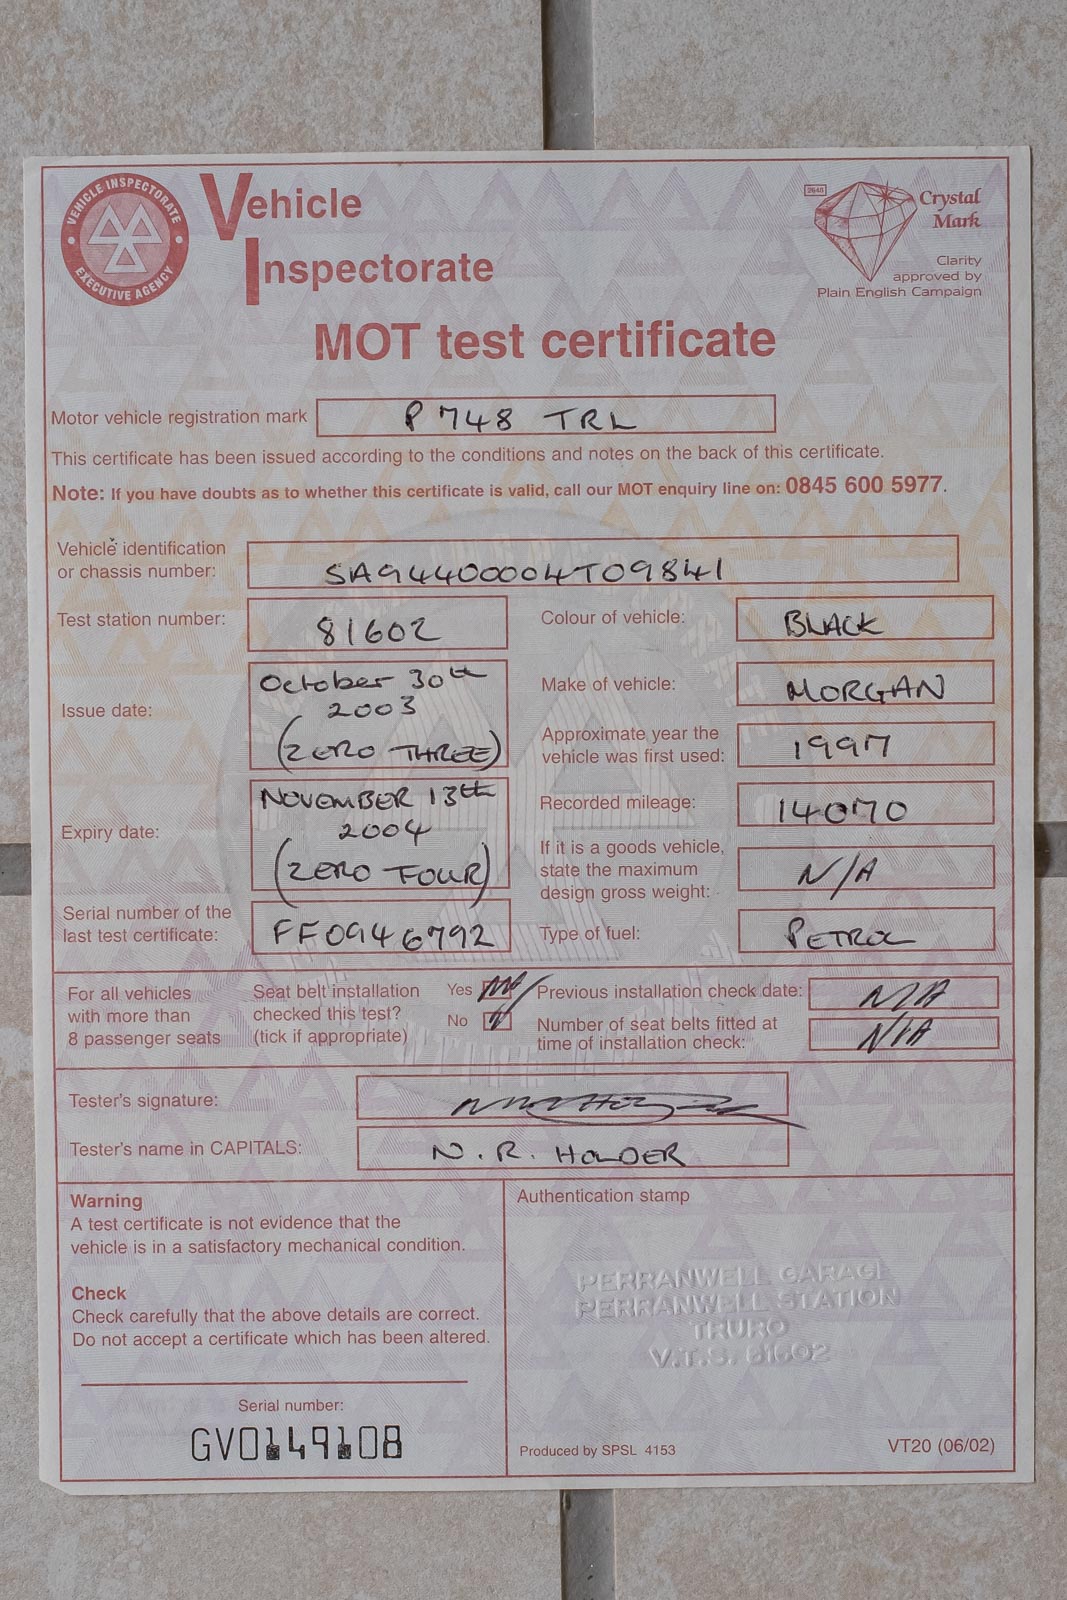 VEHICLE INSPECTORATE
EXECUTIVE AGENCY
Vehicle
Inspectorate
2645
Crystal
Mark
Clarity
approved by
Plain English Campaign
MOT test certificate
Motor vehicle registration mark P748 TRL
This certificate has been issued according to the conditions and notes on the back of this certificate.
Note: If you have doubts as to whether this certificate is valid, call our MOT enquiry line on: 0845 600 5977.
Vehicle identification
or chassis number: SA94400004T09841
Test station number: 81602
Colour of vehicle: BLACK
Issue date: October 30th
2003
(ZERO THREE)
Make of vehicle: MORGAN
Approximate year the
vehicle was first used: 1997
Expiry date: NOVEMBER 13th
2004
(ZERO FOUR)
Recorded mileage: 14070
If it is a goods vehicle,
state the maximum
design gross weight: N/A
Serial number of the
last test certificate: FF0946792
Type of fuel: PETROL
For all vehicles
with more than
8 passenger seats
Seat belt installation
checked this test?
(tick if appropriate)
Yes
No
Previous installation check date: N/A
Number of seat belts fitted at
time of installation check: N/A
Tester's signature:
Tester's name in CAPITALS: N. R. HOLDER
Warning
A test certificate is not evidence that the
vehicle is in a satisfactory mechanical condition.
Check
Check carefully that the above details are correct.
Do not accept a certificate which has been altered.
Serial number:
GV0149108
Authentication stamp
PERRANWELL GARAGE
PERRANWELL STATION
TRURO
V.T.S. 81602
Produced by SPSL 4153
VT20 (06/02)